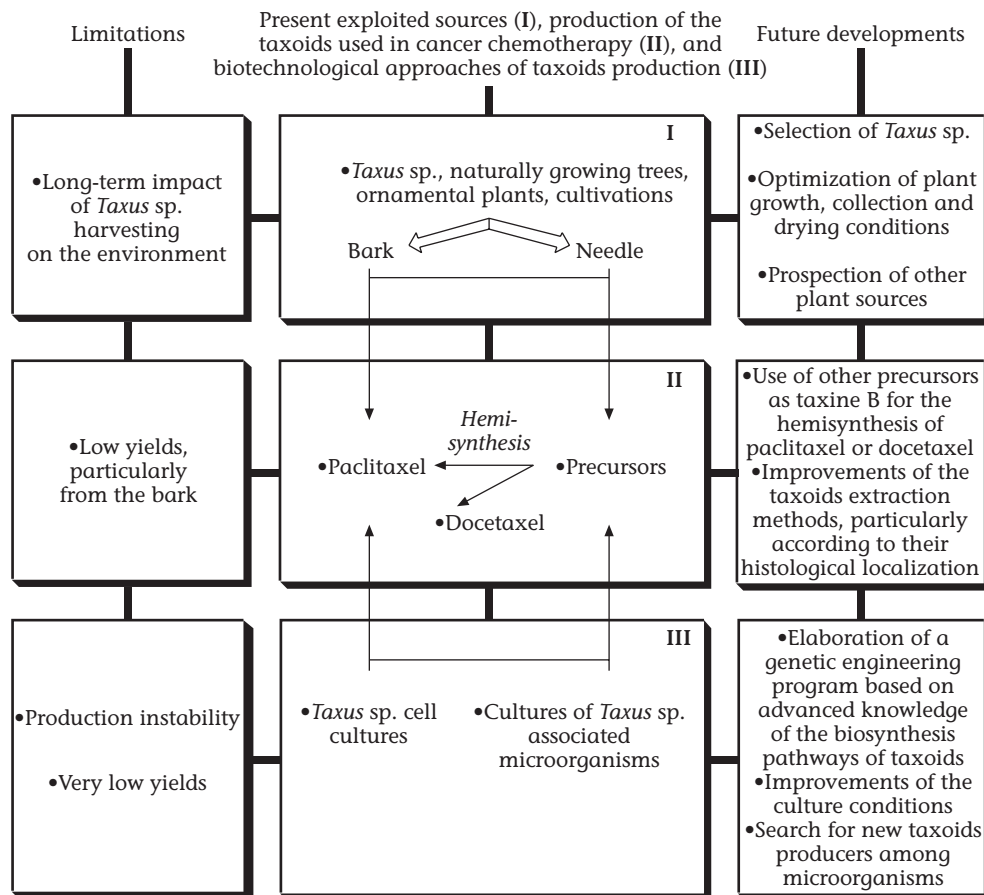 Limitations
Present exploited sources (I), production of the
taxoids used in cancer chemotherapy (II), and
biotechnological approaches of taxoids production (III)
Future developments
•Long-term impact
of Taxus sp.
harvesting
on the environment
I
•Taxus sp., naturally growing trees,
ornamental plants, cultivations
Bark
Needle
•Selection of Taxus sp.
•Optimization of plant
growth, collection and
drying conditions
•Prospection of other
plant sources
•Low yields,
particularly
from the bark
II
Hemi-
synthesis
•Paclitaxel
•Precursors
•Docetaxel
•Use of other precursors
as taxine B for the
hemisynthesis of
paclitaxel or docetaxel
•Improvements of the
taxoids extraction
methods, particularly
according to their
histological localization
•Production instability
•Very low yields
III
•Taxus sp. cell
cultures
•Cultures of Taxus sp.
associated
microorganisms
•Elaboration of a
genetic engineering
program based on
advanced knowledge
of the biosynthesis
pathways of taxoids
•Improvements of the
culture conditions
•Search for new taxoids
producers among
microorganisms